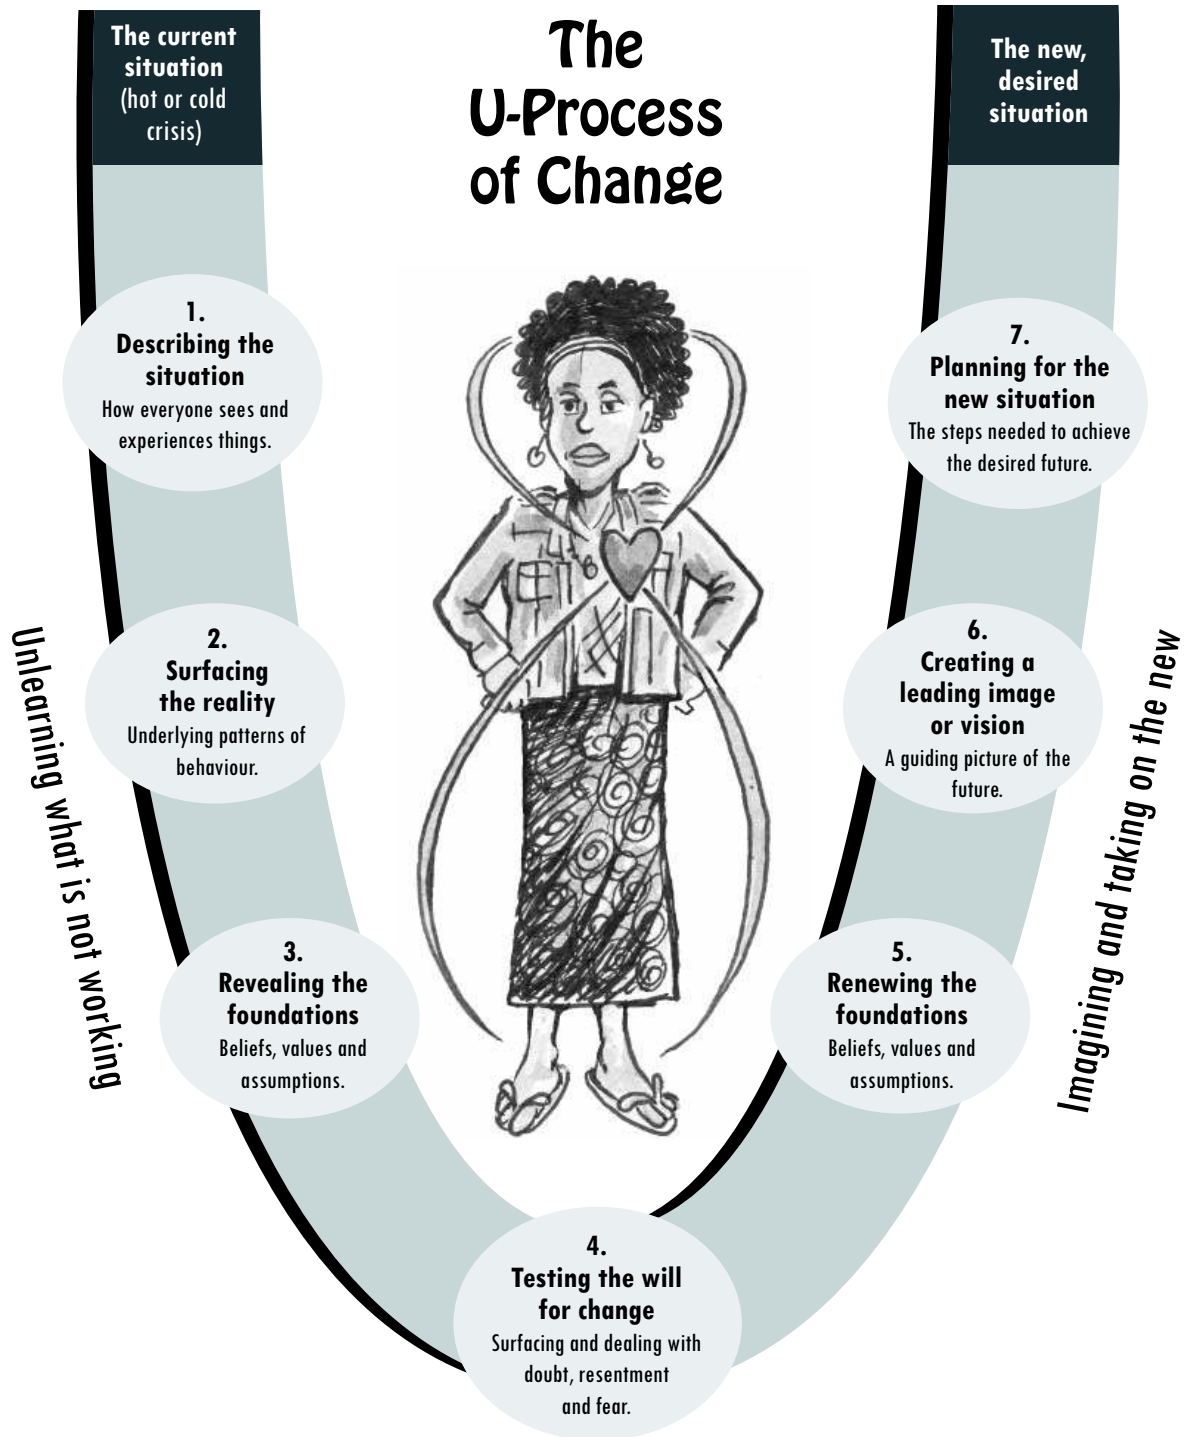 The
U-Process
of Change
The current
situation
(hot or cold
crisis)
1.
Describing the
situation
How everyone sees and
experiences things.
2.
Surfacing
the reality
Underlying patterns of
behaviour.
3.
Revealing the
foundations
Beliefs, values and
assumptions.
Unlearning what is not working
4.
Testing the will
for change
Surfacing and dealing with
doubt, resentment
and fear.
5.
Renewing the
foundations
Beliefs, values and
assumptions.
6.
Creating a
leading image
or vision
A guiding picture of the
future.
7.
Planning for the
new situation
The steps needed to achieve
the desired future.
The new,
desired
situation
Imagining and taking on the new